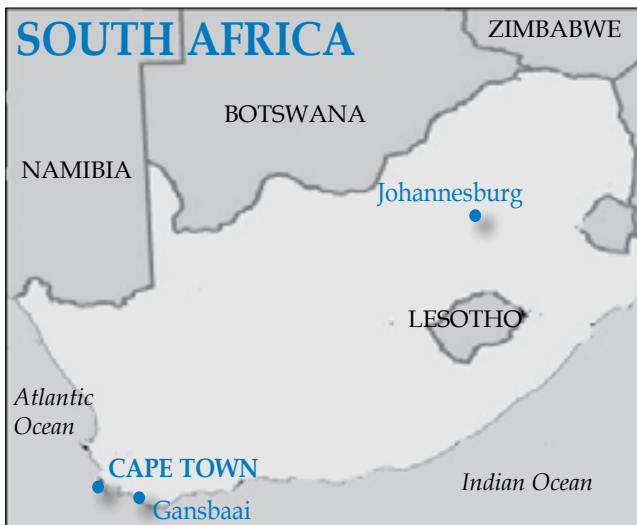 SOUTH AFRICA
ZIMBABWE
BOTSWANA
NAMIBIA
Johannesburg
LESOTHO
Atlantic
Ocean
CAPE TOWN
Indian Ocean
Gansbaai